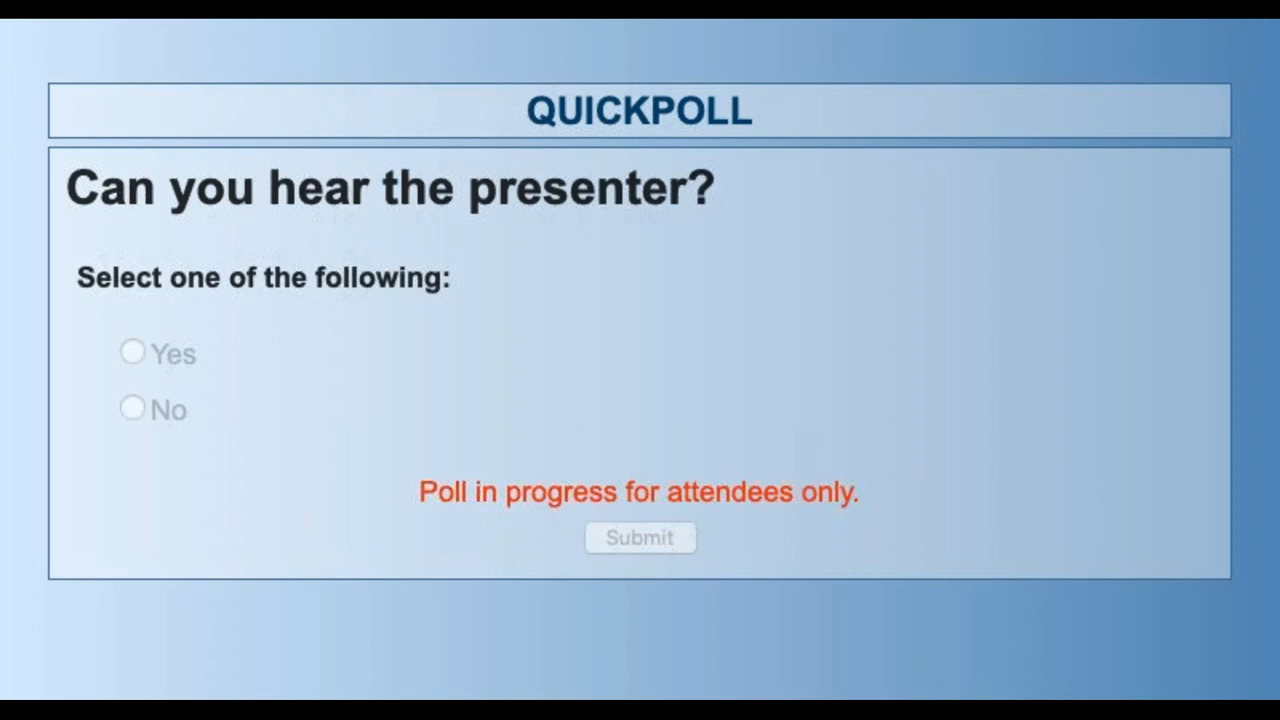 QUICKPOLL
Can you hear the presenter?
Select one of the following:
Yes
No
Poll in progress for attendees only.
Submit